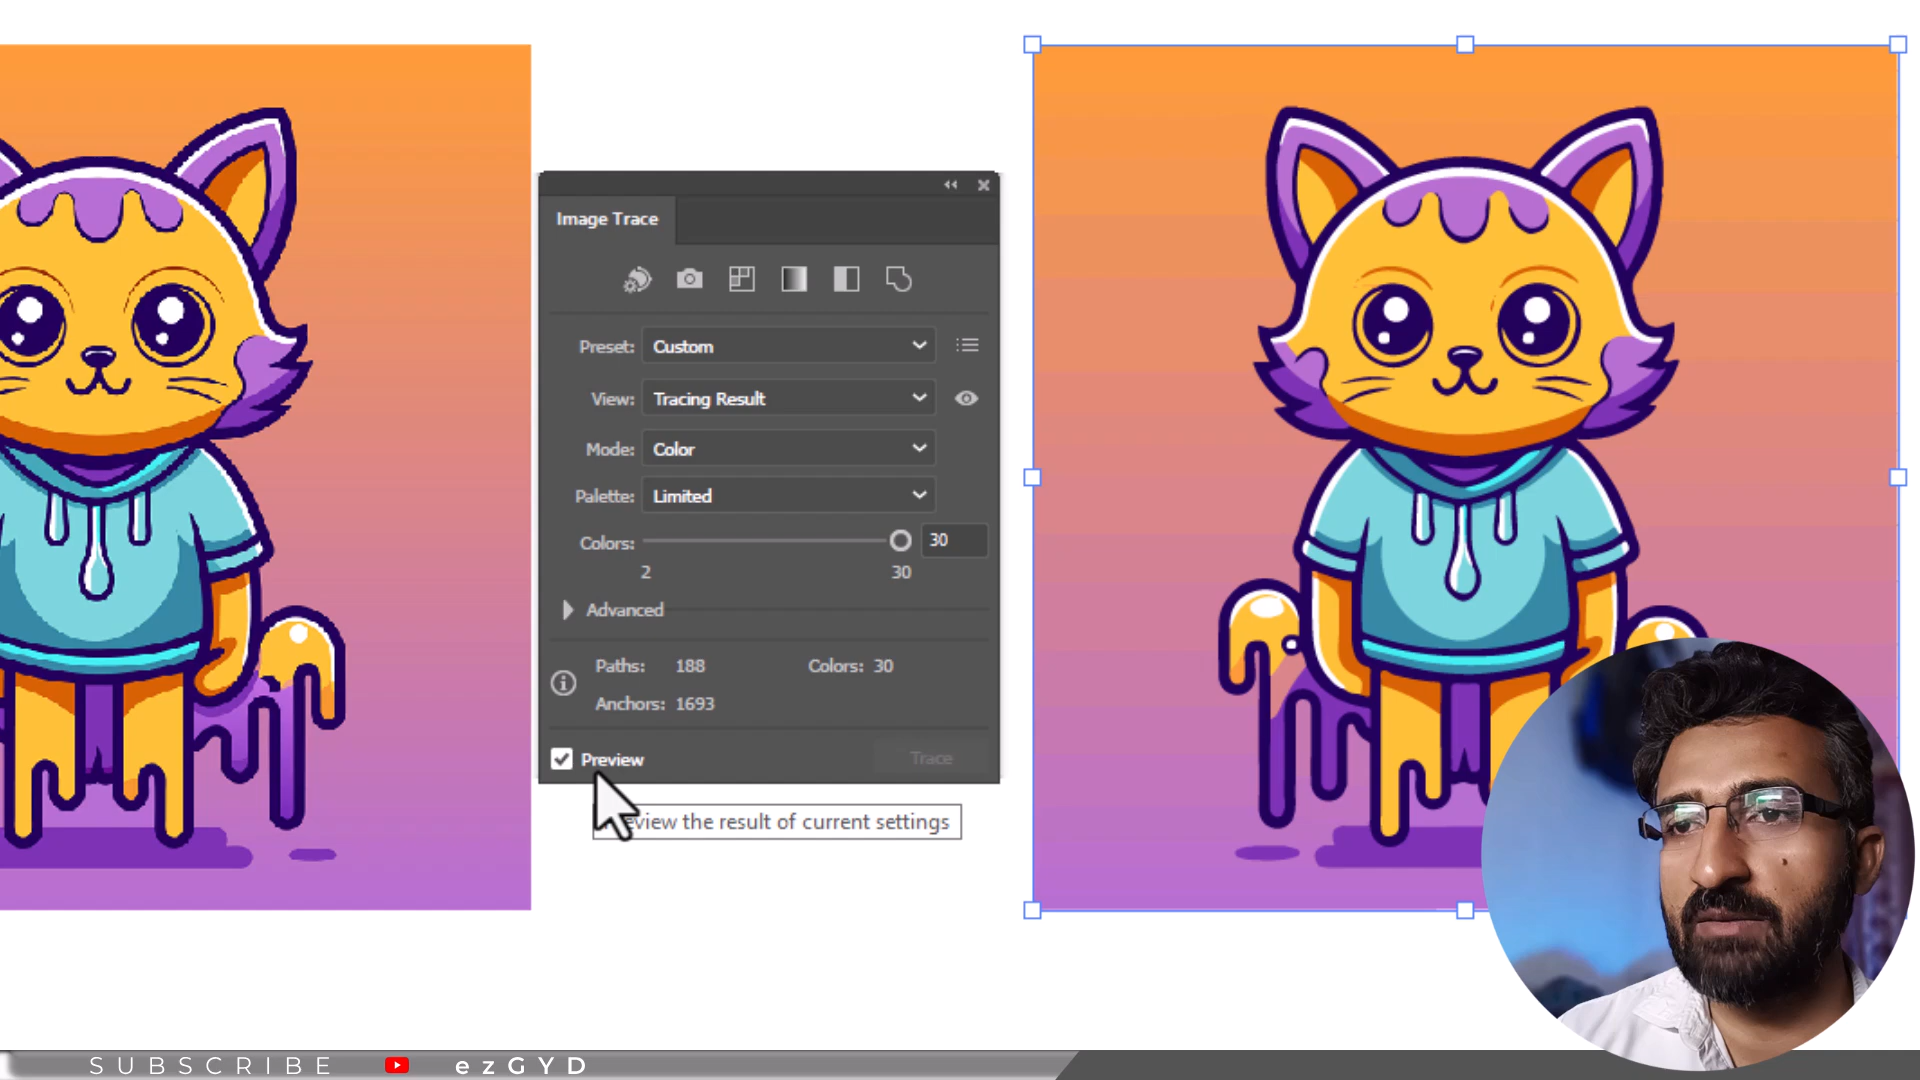 Image Trace
Preset: Custom
View: Tracing Result
Mode: Color
Palette: Limited
Colors: 30
2 30
Advanced
Paths: 188 Colors: 30
Anchors: 1693
Preview Trace
view the result of current settings
SUBSCRIBE ezGYD